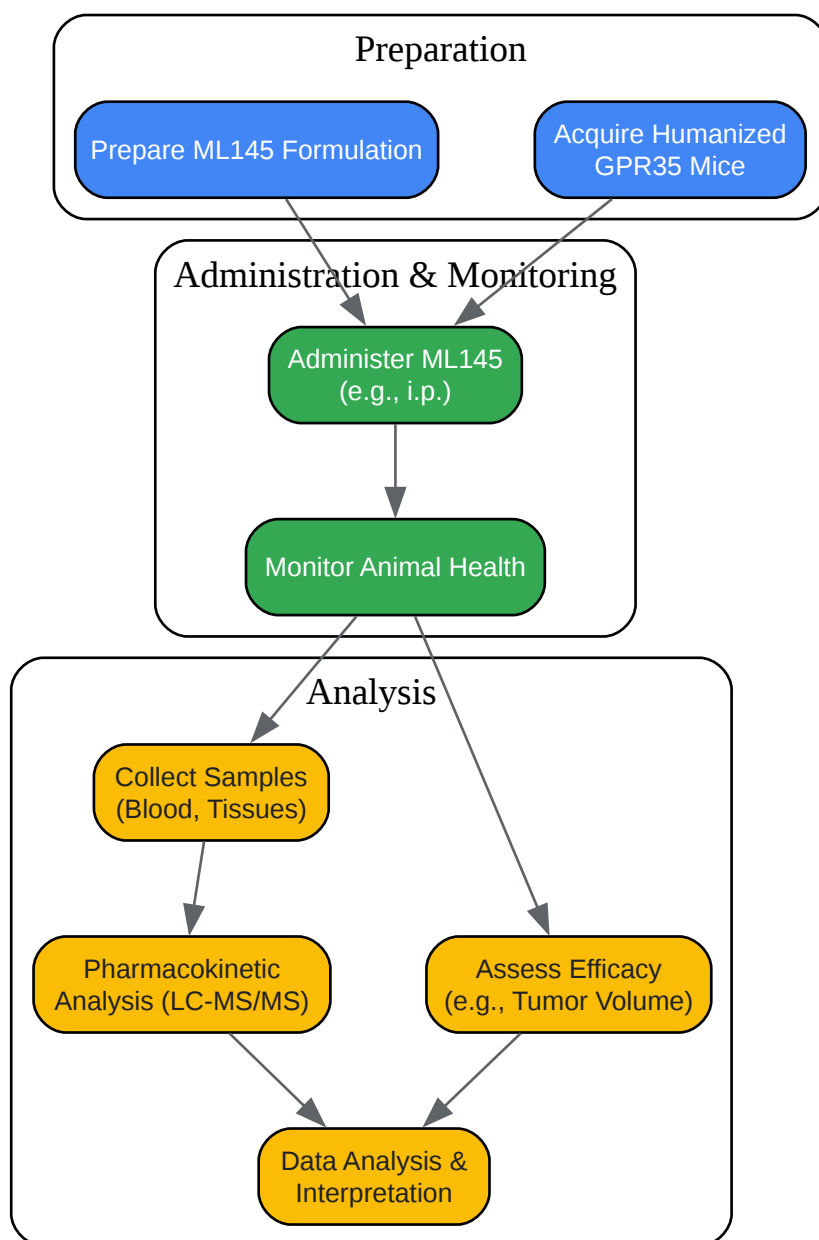 Preparation
Prepare ML145 Formulation
Acquire Humanized
GPR35 Mice
Administration & Monitoring
Administer ML145
(e.g., i.p.)
Monitor Animal Health
Analysis
Collect Samples
(Blood, Tissues)
Pharmacokinetic
Analysis (LC-MS/MS)
Assess Efficacy
(e.g., Tumor Volume)
Data Analysis &
Interpretation